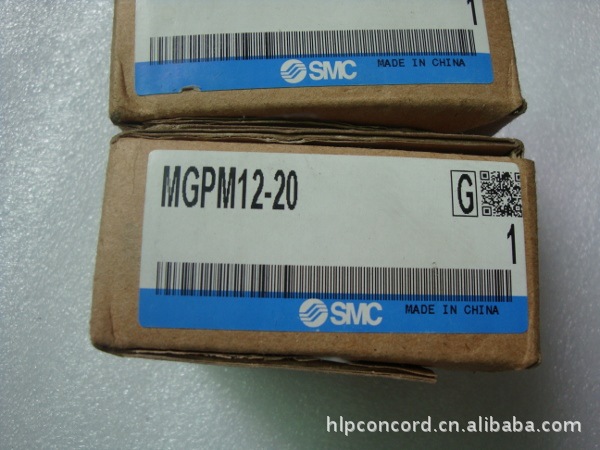 1
SMC MADE IN CHINA
MGPM12-20 G
1
SMC MADE IN CHINA
hlpconcord.cn.alibaba.com